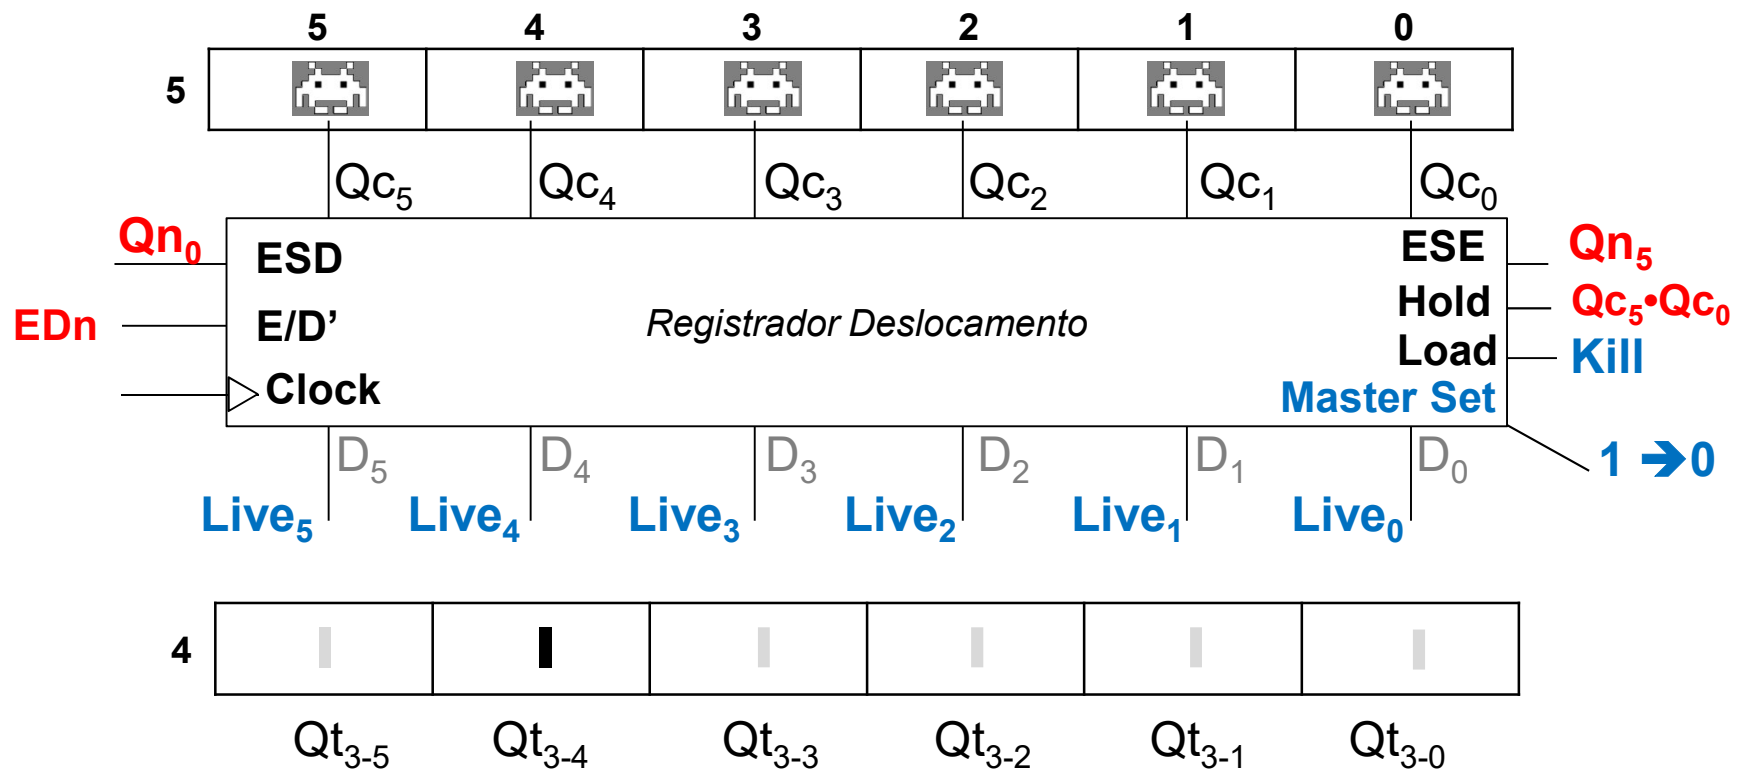 5 4 3 2 1 0
5
Qc5 Qc4 Qc3 Qc2 Qc1 Qc0
Qn0 ESD ESE Qn5
EDn E/D’ Registrador Deslocamento Hold Qc5•Qc0
Load Kill
Clock Master Set
D5 D4 D3 D2 D1 D0 1 ➔0
Live5 Live4 Live3 Live2 Live1 Live0
4
Qt3-5 Qt3-4 Qt3-3 Qt3-2 Qt3-1 Qt3-0